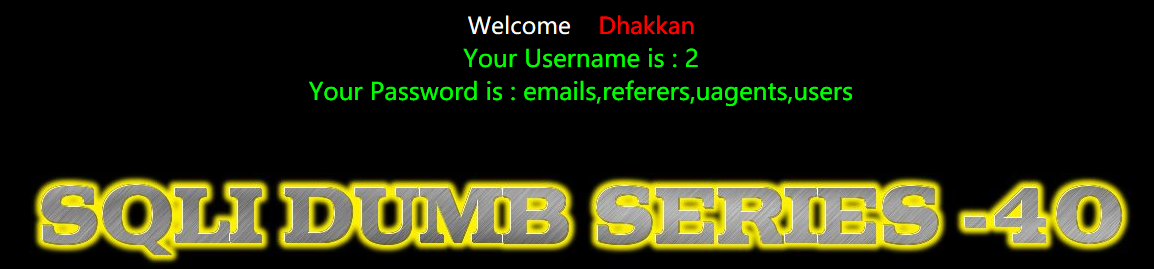 Welcome Dhakkan
Your Username is : 2
Your Password is : emails,referers,uagents,users
SQLI DUMB SERIES -40